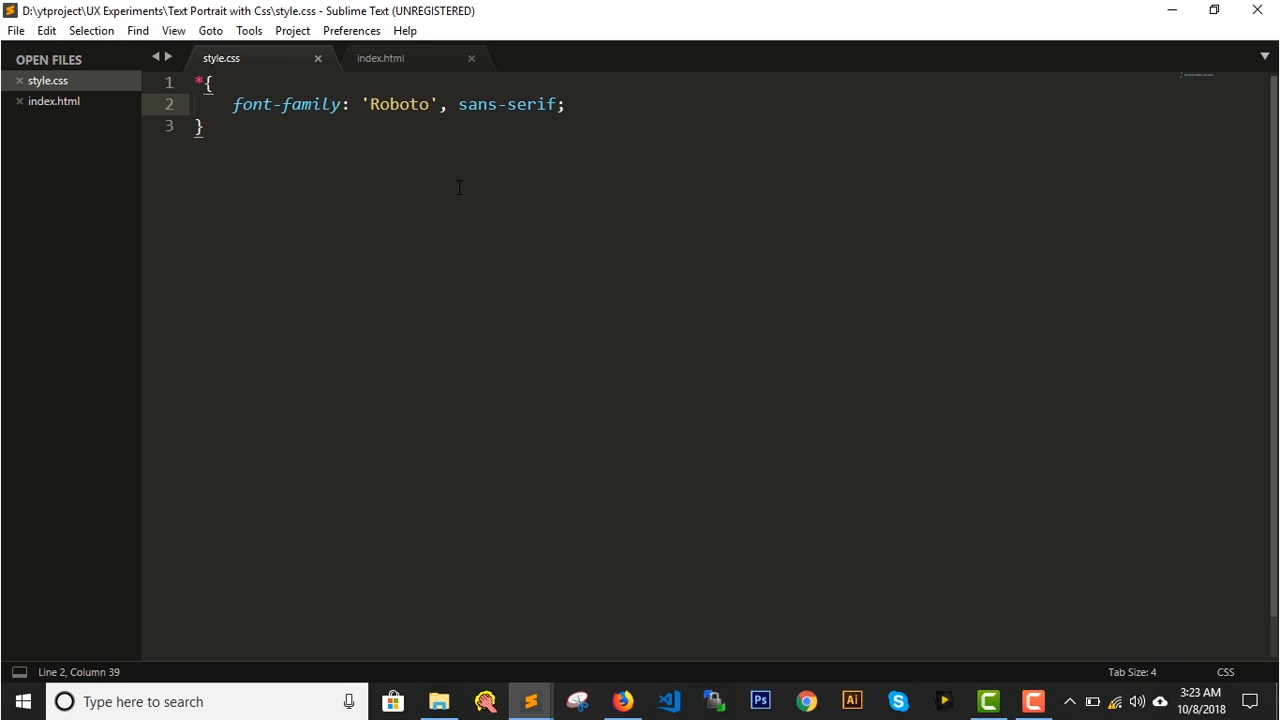 D:\ytproject\UX Experiments\Text Portrait with Css\style.css - Sublime Text (UNREGISTERED)
File Edit Selection Find View Goto Tools Project Preferences Help
OPEN FILES
style.css
index.html
style.css
index.html
1 *{
2 font-family: 'Roboto', sans-serif;
3 }
Line 2, Column 39
Tab Size: 4
CSS
Type here to search
Ps
Ai
3:23 AM
10/8/2018